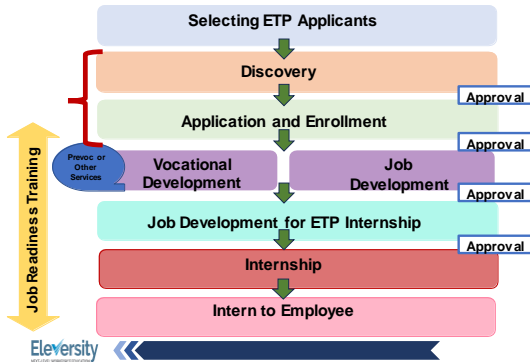 Selecting ETP Applicants
Discovery
Approval
Application and Enrollment
Approval
Prevoc or
Other
Services
Vocational
Development
Job
Development
Approval
Job Development for ETP Internship
Approval
Internship
Intern to Employee
Job Readiness Training
Eleversity